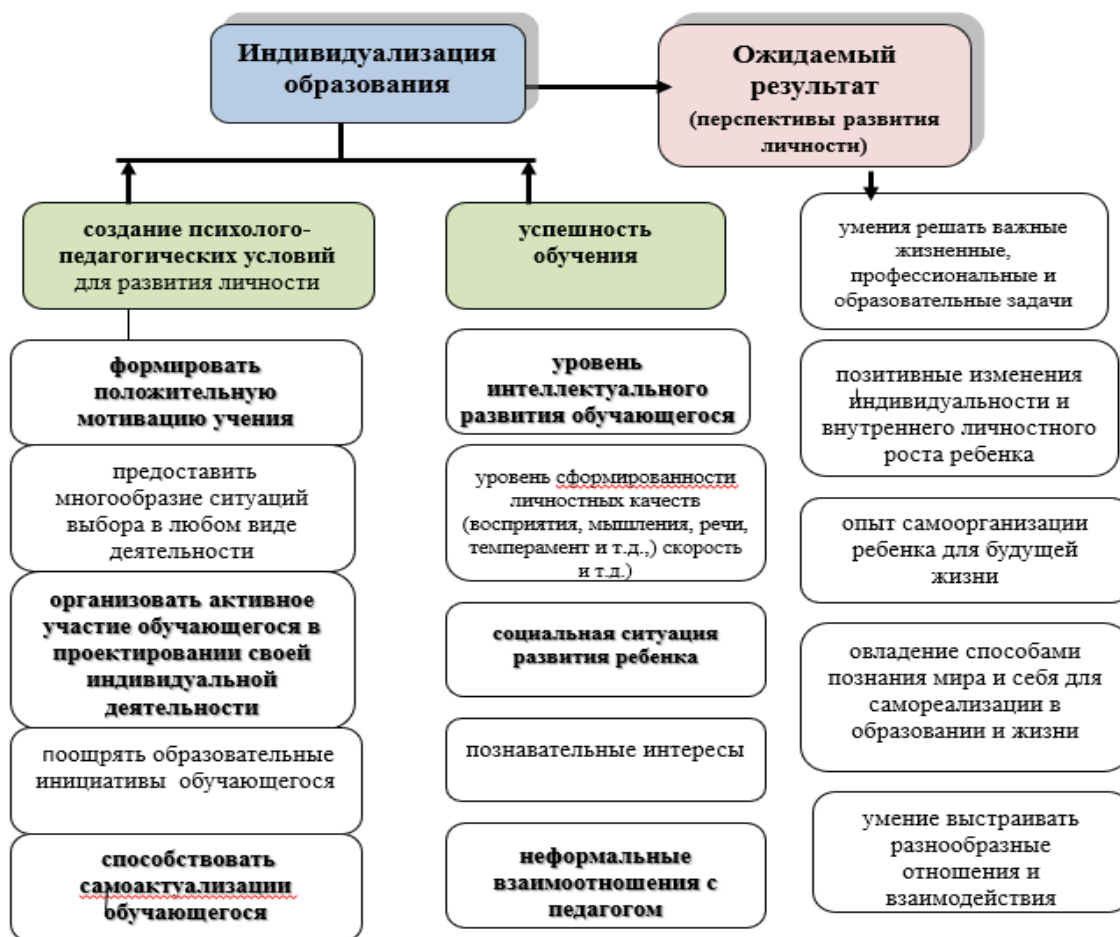 Индивидуализация
образования
Ожидаемый
результат
(перспективы развития
личности)
создание психолого-
педагогических условий
для развития личности
формировать
положительную
мотивацию учения
предоставить
многообразие ситуаций
выбора в любом виде
деятельности
организовать активное
участие обучающегося в
проектировании своей
индивидуальной
деятельности
поощрять образовательные
инициативы обучающегося
способствовать
самоактуализации
обучающегося
успешность
обучения
уровень
интеллектуального
развития обучающегося
уровень сформированности
личностных качеств
(восприятия, мышления, речи,
темперамент и т.д.,) скорость
и т.д.)
социальная ситуация
развития ребенка
познавательные интересы
неформальные
взаимоотношения с
педагогом
умения решать важные
жизненные,
профессиональные и
образовательные задачи
позитивные изменения
индивидуальности и
внутреннего личностного
роста ребенка
опыт самоорганизации
ребенка для будущей
жизни
овладение способами
познания мира и себя для
самореализации в
образовании и жизни
умение выстраивать
разнообразные
отношения и
взаимодействия